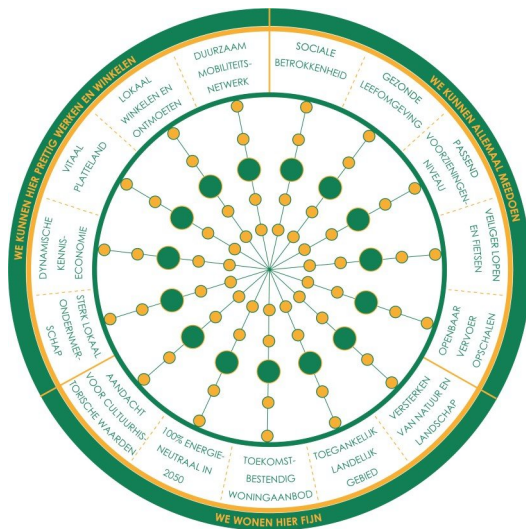 WE KUNNEN HIER PRETTIG WERKEN EN WINKELEN
WE KUNNEN ALLEMAAL MEEDOEN
WE WONEN HIER FIJN
SOCIALE
BETROKKENHEID
GEZONDE
LEEFOMGEVING
PASSEND
VOORZIENINGEN-
NIVEAU
VEILIGER LOPEN
EN FIETSEN
OPENBAAR
VERVOER
OPSCHALEN
VERSTERKEN
VAN NATUUR EN
LANDSCHAP
TOEGANKELIJK
LANDELIJK
GEBIED
TOEKOMST-
BESTENDIG
WONINGAANBOD
100% ENERGIE-
NEUTRAAL IN
2050
AANDACHT
VOOR CULTUURHIS-
TORISCHE WAARDEN
STERK LOKAAL
ONDERNMER-
SCHAP
DYNAMISCHE
KENNIS-
ECONOMIE
VITAAL
PLATTELAND
LOKAAL
WINKELEN EN
ONTMOETEN
DUURZAAM
MOBILITEITS-
NETWERK